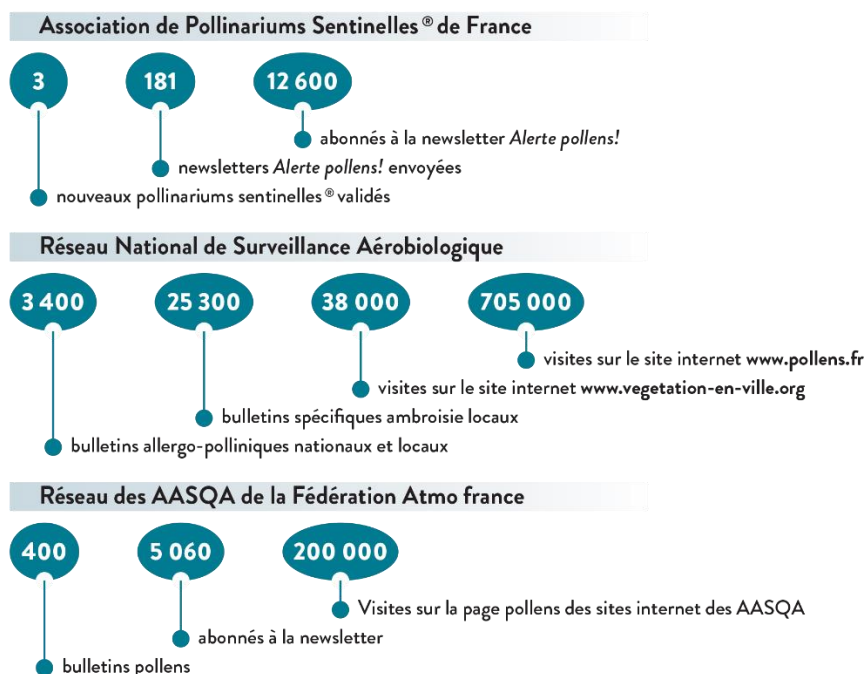 Association de Pollinariums Sentinelles® de France
3 181 12 600
abonnés à la newsletter Alerte pollens!
newsletters Alerte pollens! envoyées
nouveaux pollinariums sentinelles® validés
Réseau National de Surveillance Aérobiologique
3 400 25 300 38 000 705 000
visites sur le site internet www.pollens.fr
visites sur le site internet www.vegetation-en-ville.org
bulletins spécifiques ambroisie locaux
bulletins allergo-polliniques nationaux et locaux
Réseau des AASQA de la Fédération Atmo france
400 5 060 200 000
Visites sur la page pollens des sites internet des AASQA
abonnés à la newsletter
bulletins pollens